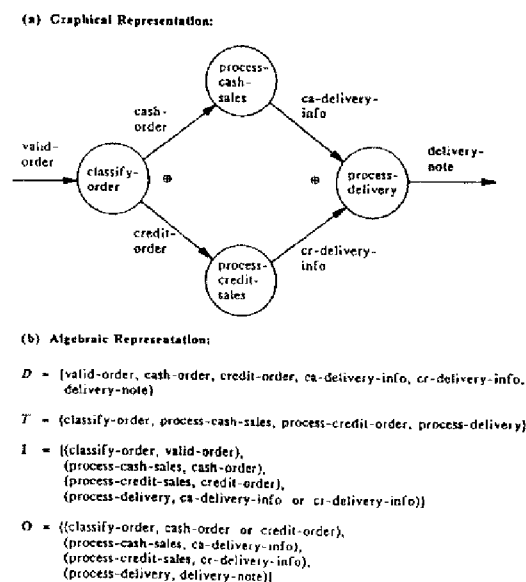 (a) Graphical Representation:
process-
cash-
sales
cash-
order
ca-delivery-
info
valid-
order
classify-
order
⊕
⊕
process-
delivery
delivery-
note
credit-
order
process-
credit-
sales
cr-delivery-
info
(b) Algebraic Representation:
D = {valid-order, cash-order, credit-order, ca-delivery-info, cr-delivery-info,
delivery-note}
T = {classify-order, process-cash-sales, process-credit-order, process-delivery}
I = {(classify-order, valid-order),
(process-cash-sales, cash-order),
(process-credit-sales, credit-order),
(process-delivery, ca-delivery-info or cr-delivery-info)}
O = {(classify-order, cash-order or credit-order),
(process-cash-sales, ca-delivery-info),
(process-credit-sales, cr-delivery-info),
(process-delivery, delivery-note)}